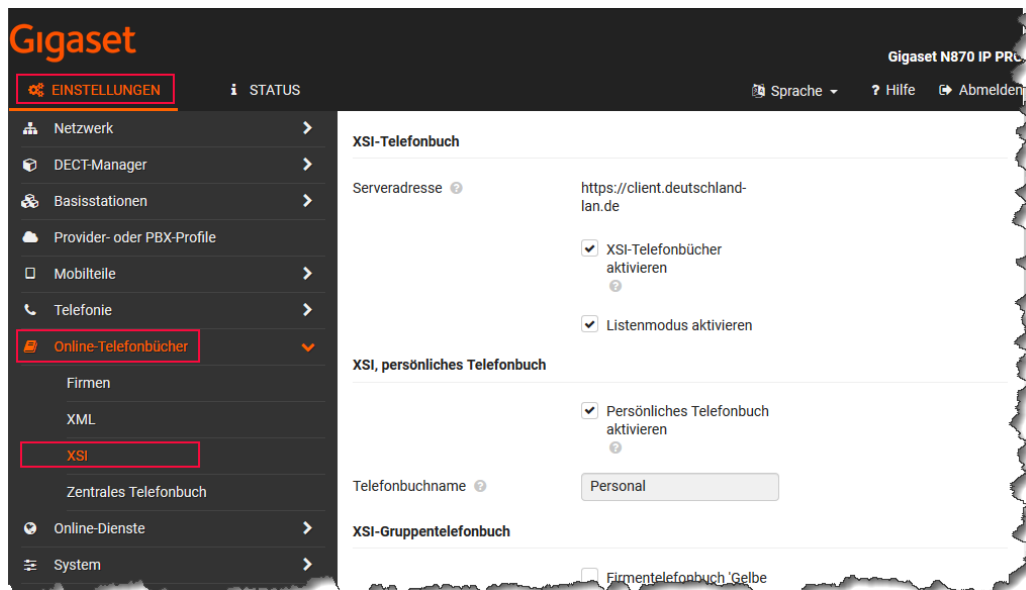 Gigaset
Gigaset N870 IP PRO
EINSTELLUNGEN
STATUS
Sprache
? Hilfe
Abmelden
Netzwerk
DECT-Manager
Basisstationen
Provider- oder PBX-Profile
Mobilteile
Telefonie
Online-Telefonbücher
Firmen
XML
XSI
Zentrales Telefonbuch
Online-Dienste
System
XSI-Telefonbuch
Serveradresse
https://client.deutschland-
lan.de
XSI-Telefonbücher
aktivieren
Listenmodus aktivieren
XSI, persönliches Telefonbuch
Persönliches Telefonbuch
aktivieren
Telefonbuchname
Personal
XSI-Gruppentelefonbuch
Firmentelefonbuch 'Gelbe